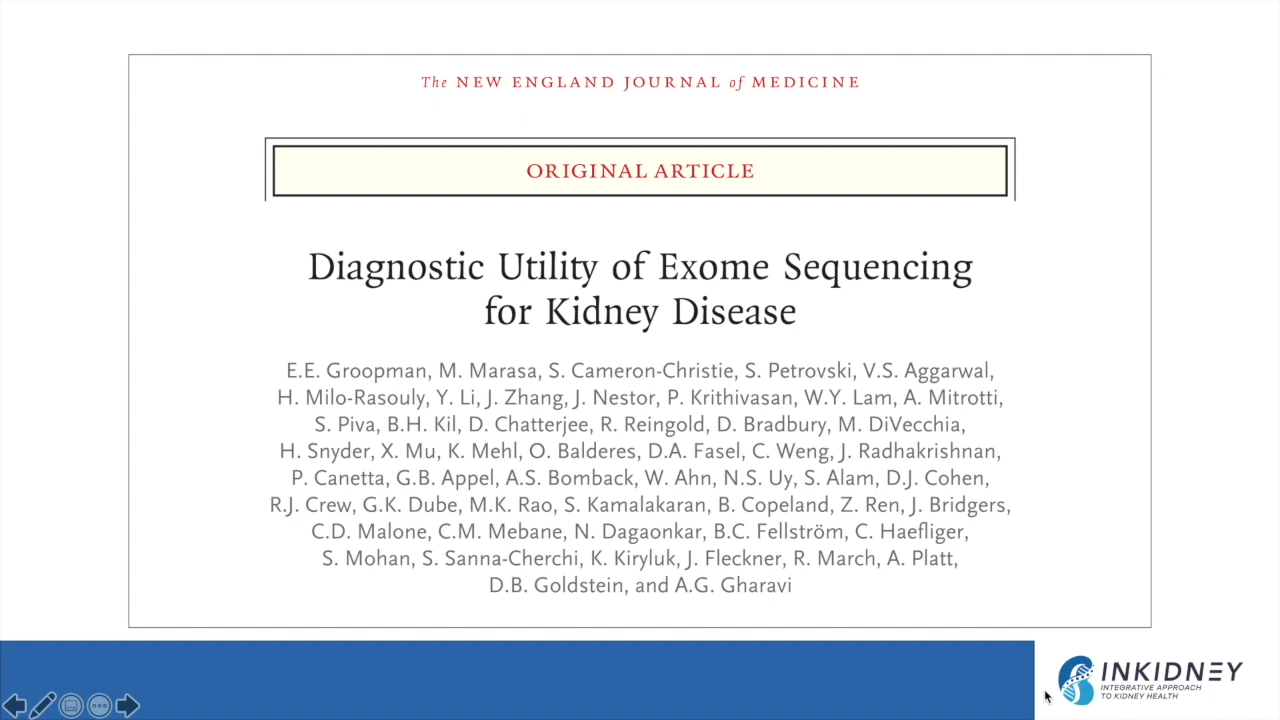 The NEW ENGLAND JOURNAL of MEDICINE
ORIGINAL ARTICLE
Diagnostic Utility of Exome Sequencing
for Kidney Disease
E.E. Groopman, M. Marasa, S. Cameron-Christie, S. Petrovski, V.S. Aggarwal,
H. Milo-Rasouly, Y. Li, J. Zhang, J. Nestor, P. Krithivasan, W.Y. Lam, A. Mitrotti,
S. Piva, B.H. Kil, D. Chatterjee, R. Reingold, D. Bradbury, M. DiVecchia,
H. Snyder, X. Mu, K. Mehl, O. Balderes, D.A. Fasel, C. Weng, J. Radhakrishnan,
P. Canetta, G.B. Appel, A.S. Bomback, W. Ahn, N.S. Uy, S. Alam, D.J. Cohen,
R.J. Crew, G.K. Dube, M.K. Rao, S. Kamalakaran, B. Copeland, Z. Ren, J. Bridgers,
C.D. Malone, C.M. Mebane, N. Dagaonkar, B.C. Fellström, C. Haefliger,
S. Mohan, S. Sanna-Cherchi, K. Kiryluk, J. Fleckner, R. March, A. Platt,
D.B. Goldstein, and A.G. Gharavi
INKIDNEY
INTEGRATIVE APPROACH
TO KIDNEY HEALTH